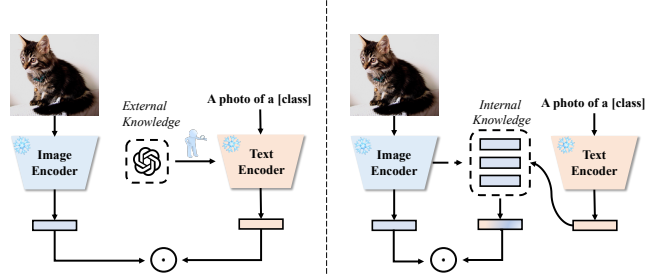 External
Knowledge
A photo of a [class]
Image
Encoder
Text
Encoder
Internal
Knowledge
A photo of a [class]
Image
Encoder
Text
Encoder